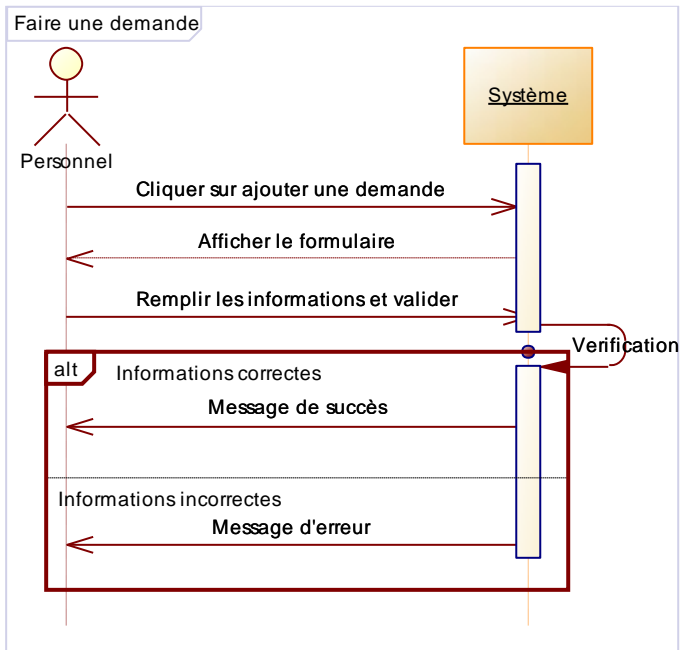 Faire une demande
Système
Personnel
Cliquer sur ajouter une demande
Afficher le formulaire
Remplir les informations et valider
Verification
alt
Informations correctes
Message de succès
Informations incorrectes
Message d'erreur